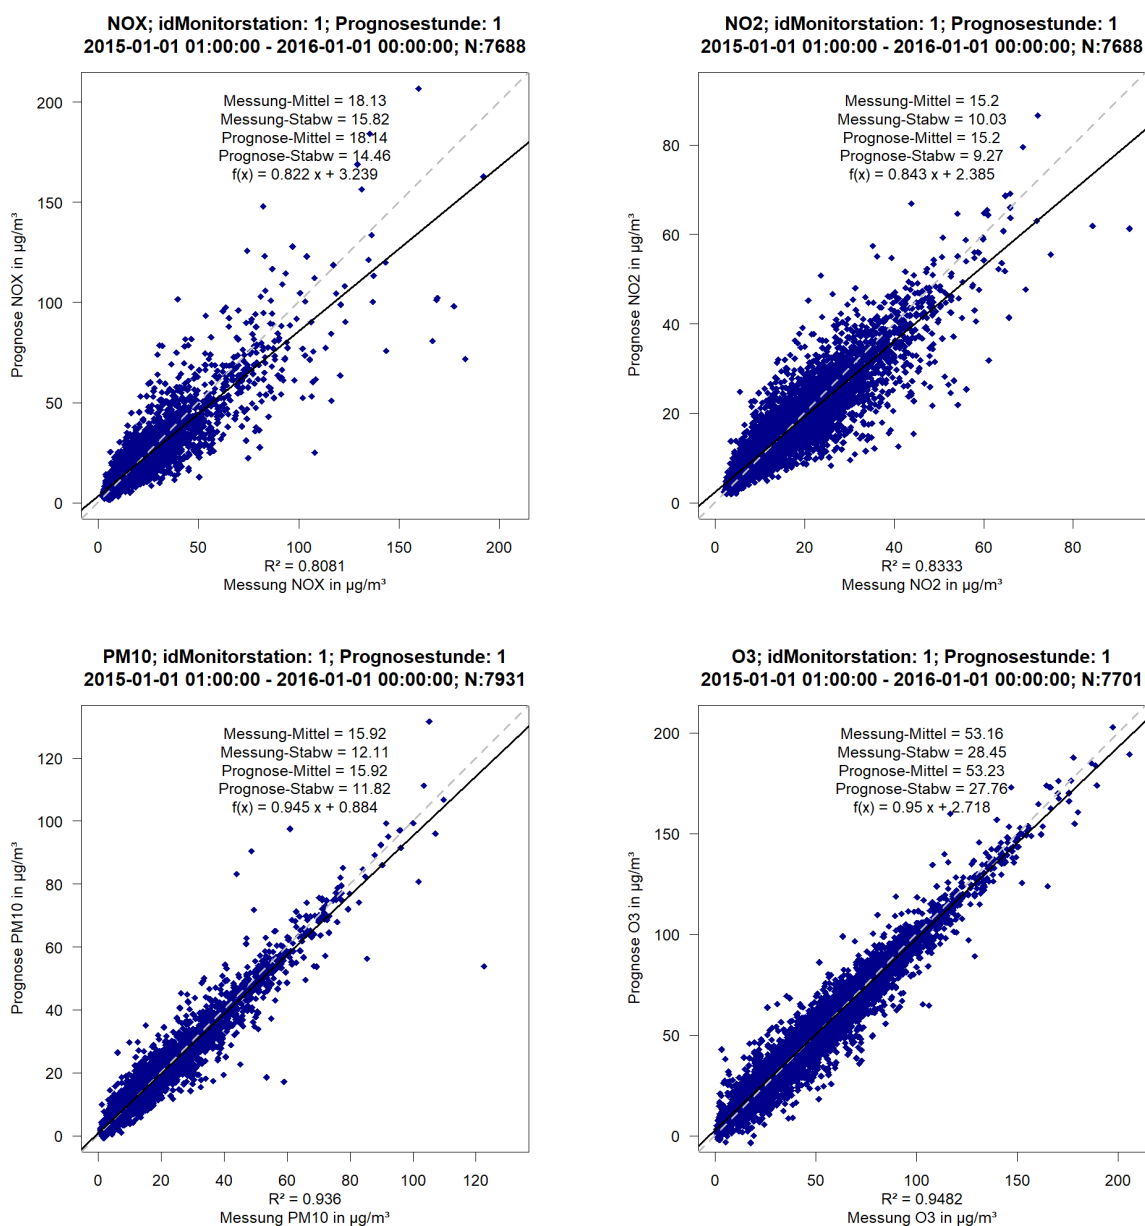 NOX; idMonitorstation: 1; Prognosestunde: 1
2015-01-01 01:00:00 - 2016-01-01 00:00:00; N:7688
Messung-Mittel = 18.13
Messung-Stabw = 15.82
Prognose-Mittel = 18.14
Prognose-Stabw = 14.46
f(x) = 0.822 x + 3.239
Prognose NOX in µg/m³
200
150
100
50
0
0 50 100 150 200
R² = 0.8081
Messung NOX in µg/m³
NO2; idMonitorstation: 1; Prognosestunde: 1
2015-01-01 01:00:00 - 2016-01-01 00:00:00; N:7688
Messung-Mittel = 15.2
Messung-Stabw = 10.03
Prognose-Mittel = 15.2
Prognose-Stabw = 9.27
f(x) = 0.843 x + 2.385
Prognose NO2 in µg/m³
80
60
40
20
0
0 20 40 60 80
R² = 0.8333
Messung NO2 in µg/m³
PM10; idMonitorstation: 1; Prognosestunde: 1
2015-01-01 01:00:00 - 2016-01-01 00:00:00; N:7931
Messung-Mittel = 15.92
Messung-Stabw = 12.11
Prognose-Mittel = 15.92
Prognose-Stabw = 11.82
f(x) = 0.945 x + 0.884
Prognose PM10 in µg/m³
120
100
80
60
40
20
0
0 20 40 60 80 100 120
R² = 0.936
Messung PM10 in µg/m³
O3; idMonitorstation: 1; Prognosestunde: 1
2015-01-01 01:00:00 - 2016-01-01 00:00:00; N:7701
Messung-Mittel = 53.16
Messung-Stabw = 28.45
Prognose-Mittel = 53.23
Prognose-Stabw = 27.76
f(x) = 0.95 x + 2.718
Prognose O3 in µg/m³
200
150
100
50
0
0 50 100 150 200
R² = 0.9482
Messung O3 in µg/m³